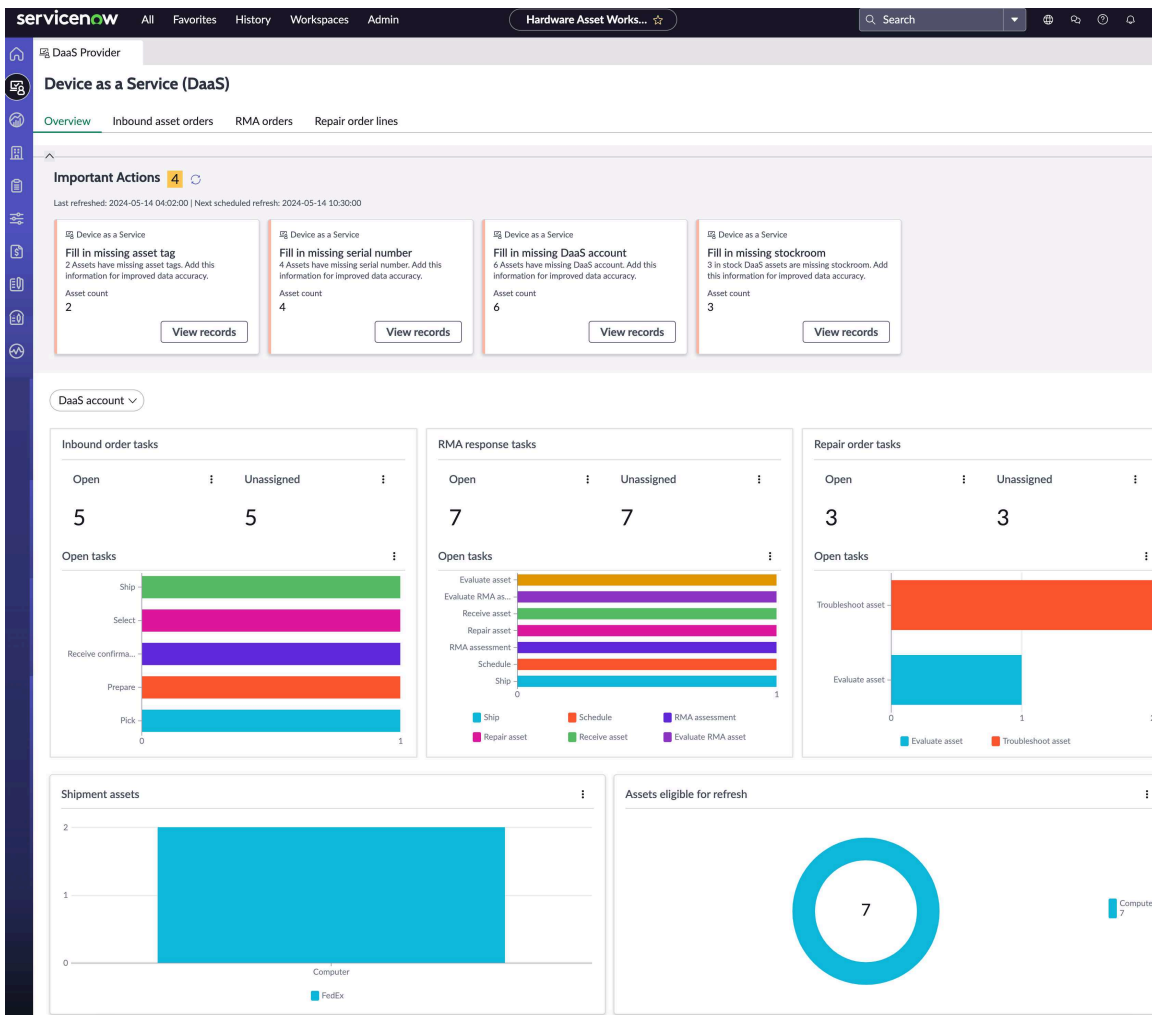 servicenow All Favorites History Workspaces Admin Hardware Asset Works... ☆ Search
DaaS Provider
Device as a Service (DaaS)
Overview Inbound asset orders RMA orders Repair order lines
Important Actions 4
Last refreshed: 2024-05-14 04:02:00 | Next scheduled refresh: 2024-05-14 10:30:00
Device as a Service
Fill in missing asset tag
2 Assets have missing asset tags. Add this
information for improved data accuracy.
Asset count
2
View records
Device as a Service
Fill in missing serial number
4 Assets have missing serial number. Add this
information for improved data accuracy.
Asset count
4
View records
Device as a Service
Fill in missing DaaS account
6 Assets have missing DaaS account. Add this
information for improved data accuracy.
Asset count
6
View records
Device as a Service
Fill in missing stockroom
3 in stock DaaS assets are missing stockroom. Add
this information for improved data accuracy.
Asset count
3
View records
DaaS account
Inbound order tasks
Open Unassigned
5 5
Open tasks
Ship
Select
Receive confirma...
Prepare
Pick
0 1
RMA response tasks
Open Unassigned
7 7
Open tasks
Evaluate asset
Evaluate RMA as...
Receive asset
Repair asset
RMA assessment
Schedule
Ship
0 1
Ship Schedule RMA assessment
Repair asset Receive asset Evaluate RMA asset
Repair order tasks
Open Unassigned
3 3
Open tasks
Troubleshoot asset
Evaluate asset
0 1
Evaluate asset Troubleshoot asset
Shipment assets
2
1
0
Computer
FedEx
Assets eligible for refresh
7
Compute
7